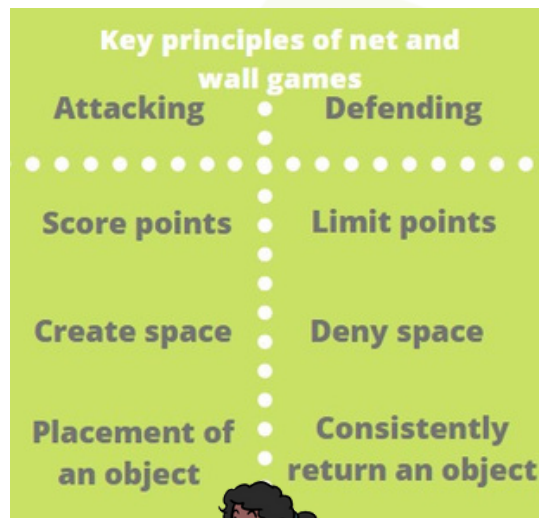 Key principles of net and
wall games
Attacking
Defending
Score points
Limit points
Create space
Deny space
Placement of
an object
Consistently
return an object